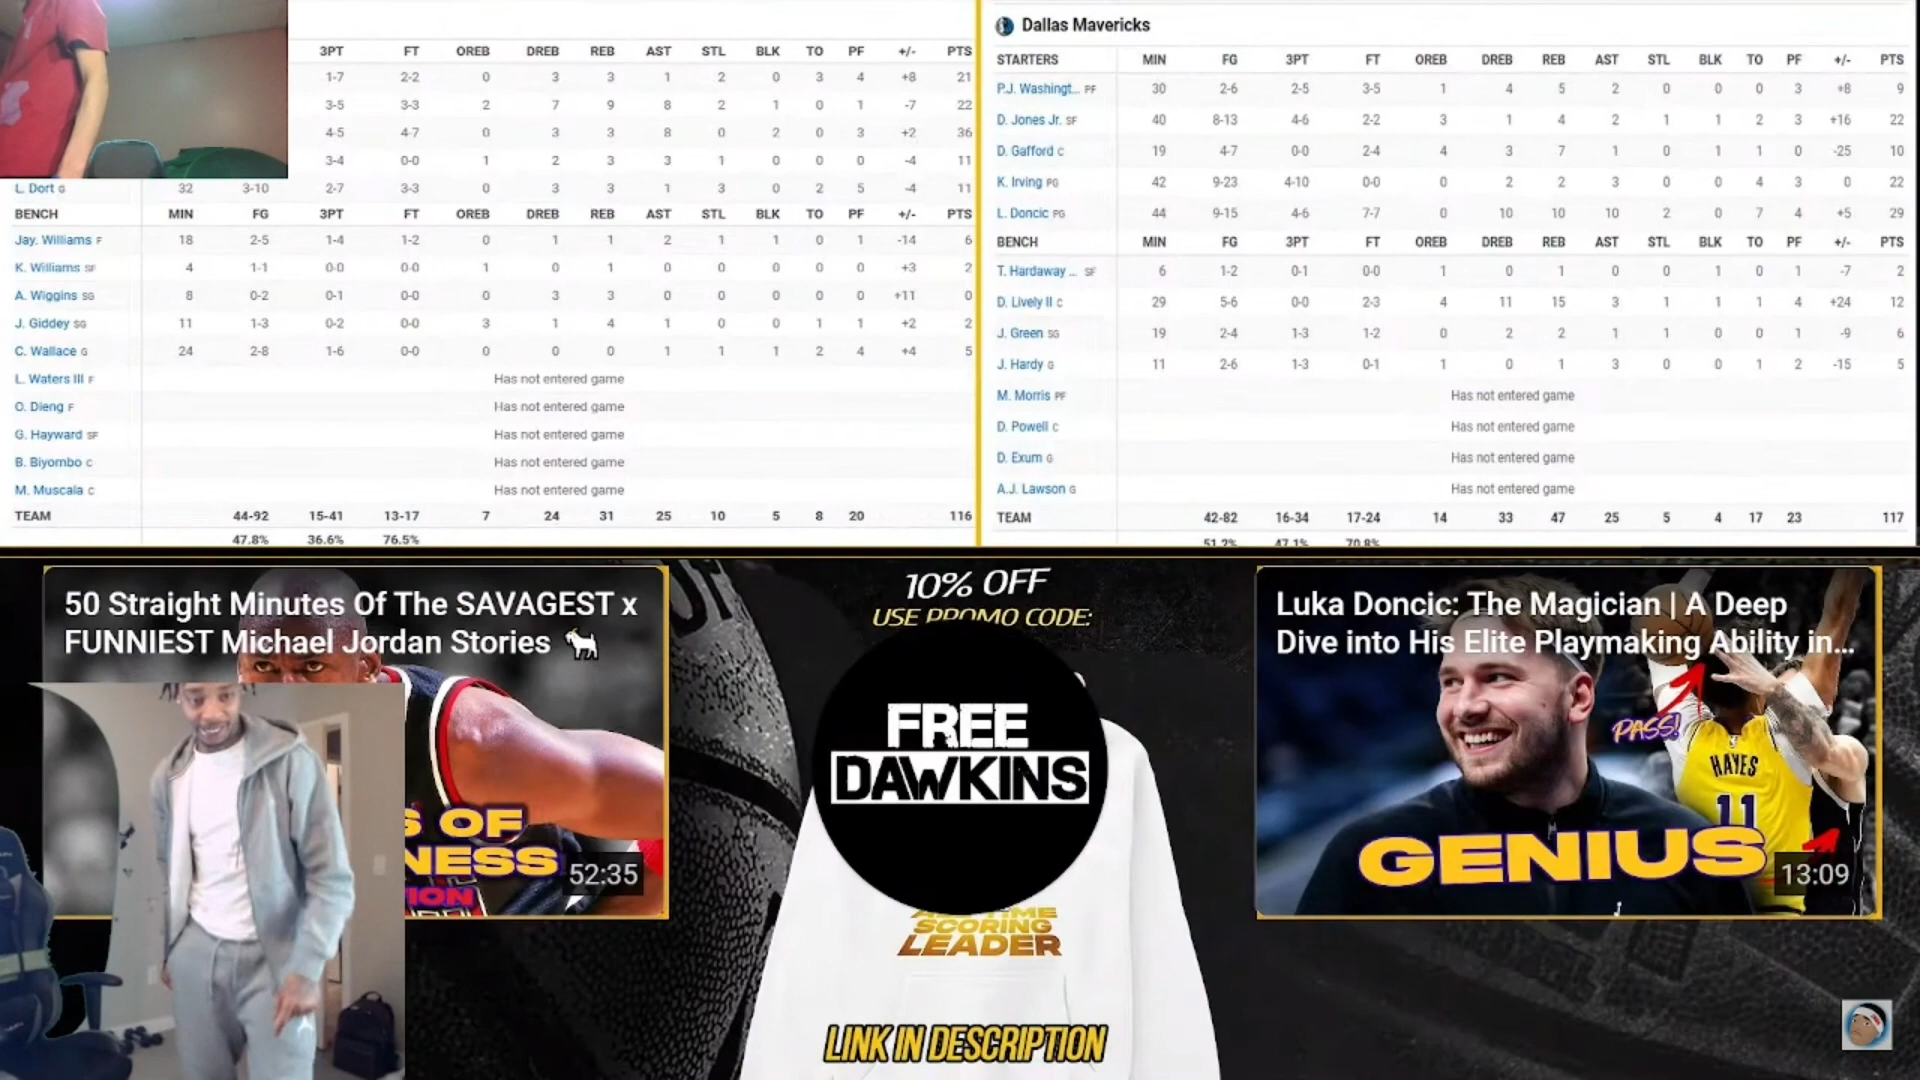 3PT FT OREB DREB REB AST STL BLK TO PF +/- PTS
1-7 2-2 0 3 3 1 2 0 3 4 +8 21
3-5 3-3 2 7 9 8 2 1 0 1 -7 22
4-5 4-7 0 3 3 8 0 2 0 3 +2 36
3-4 0-0 1 2 3 3 1 0 0 0 -4 11
L. Dort G 32 3-10 2-7 3-3 0 3 3 1 3 0 2 5 -4 11
BENCH MIN FG 3PT FT OREB DREB REB AST STL BLK TO PF +/- PTS
Jay. Williams F 18 2-5 1-4 1-2 0 1 1 2 1 1 0 1 -14 6
K. Williams SF 4 1-1 0-0 0-0 1 0 1 0 0 0 0 0 +3 2
A. Wiggins SG 8 0-2 0-1 0-0 0 3 3 0 0 0 0 0 +11 0
J. Giddey SG 11 1-3 0-2 0-0 3 1 4 1 0 0 1 1 +2 2
C. Wallace G 24 2-8 1-6 0-0 0 0 0 1 1 1 2 4 +4 5
L. Waters III F Has not entered game
O. Dieng F Has not entered game
G. Hayward SF Has not entered game
B. Biyombo C Has not entered game
M. Muscala C Has not entered game
TEAM 44-92 15-41 13-17 7 24 31 25 10 5 8 20 116
47.8% 36.6% 76.5%
Dallas Mavericks
STARTERS MIN FG 3PT FT OREB DREB REB AST STL BLK TO PF +/- PTS
P.J. Washingt... PF 30 2-6 2-5 3-5 1 4 5 2 0 0 0 3 +8 9
D. Jones Jr. SF 40 8-13 4-6 2-2 3 1 4 2 1 1 2 3 +16 22
D. Gafford C 19 4-7 0-0 2-4 4 3 7 1 0 1 1 0 -25 10
K. Irving PG 42 9-23 4-10 0-0 0 2 2 3 0 0 4 3 0 22
L. Doncic PG 44 9-15 4-6 7-7 0 10 10 10 2 0 7 4 +5 29
BENCH MIN FG 3PT FT OREB DREB REB AST STL BLK TO PF +/- PTS
T. Hardaway ... SF 6 1-2 0-1 0-0 1 0 1 0 0 1 0 1 -7 2
D. Lively II C 29 5-6 0-0 2-3 4 11 15 3 1 1 1 4 +24 12
J. Green SG 19 2-4 1-3 1-2 0 2 2 1 1 0 0 1 -9 6
J. Hardy G 11 2-6 1-3 0-1 1 0 1 3 0 0 1 2 -15 5
M. Morris PF Has not entered game
D. Powell C Has not entered game
D. Exum G Has not entered game
A.J. Lawson G Has not entered game
TEAM 42-82 16-34 17-24 14 33 47 25 5 4 17 23 117
51.2% 47.1% 70.8%
50 Straight Minutes Of The SAVAGEST x
FUNNIEST Michael Jordan Stories 🐐
S OF
NESS
ION
52:35
10% OFF
USE PROMO CODE:
FREE
DAWKINS
ALL TIME
SCORING
LEADER
LINK IN DESCRIPTION
Luka Doncic: The Magician | A Deep
Dive into His Elite Playmaking Ability in...
PASS!
HAYES
11
GENIUS
13:09